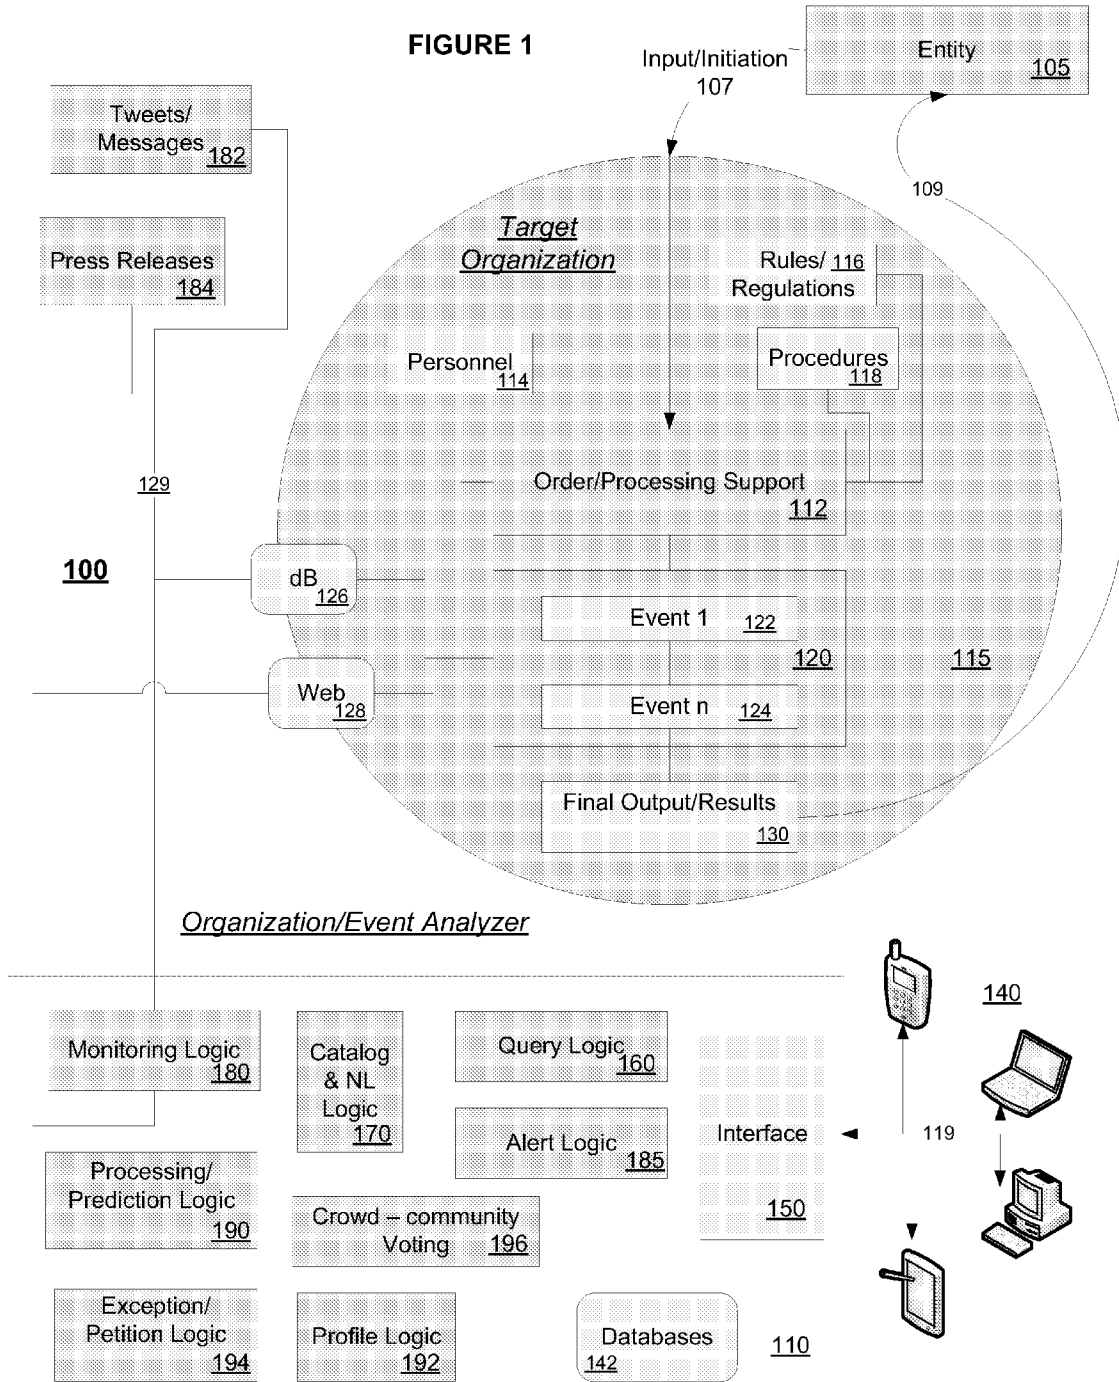 FIGURE 1
Input/Initiation
107
Entity
105
Tweets/
Messages 182
109
Target
Organization
Press Releases
184
Rules/ 116
Regulations
Personnel
114
Procedures
118
129
Order/Processing Support
112
100
dB
126
Event 1 122
120
115
Web
128
Event n 124
Final Output/Results
130
Organization/Event Analyzer
140
Monitoring Logic
180
Catalog
& NL
Logic
170
Query Logic
160
Alert Logic
185
Interface
150
119
Processing/
Prediction Logic
190
Crowd – community
Voting 196
Exception/
Petition Logic
194
Profile Logic
192
Databases
142
110